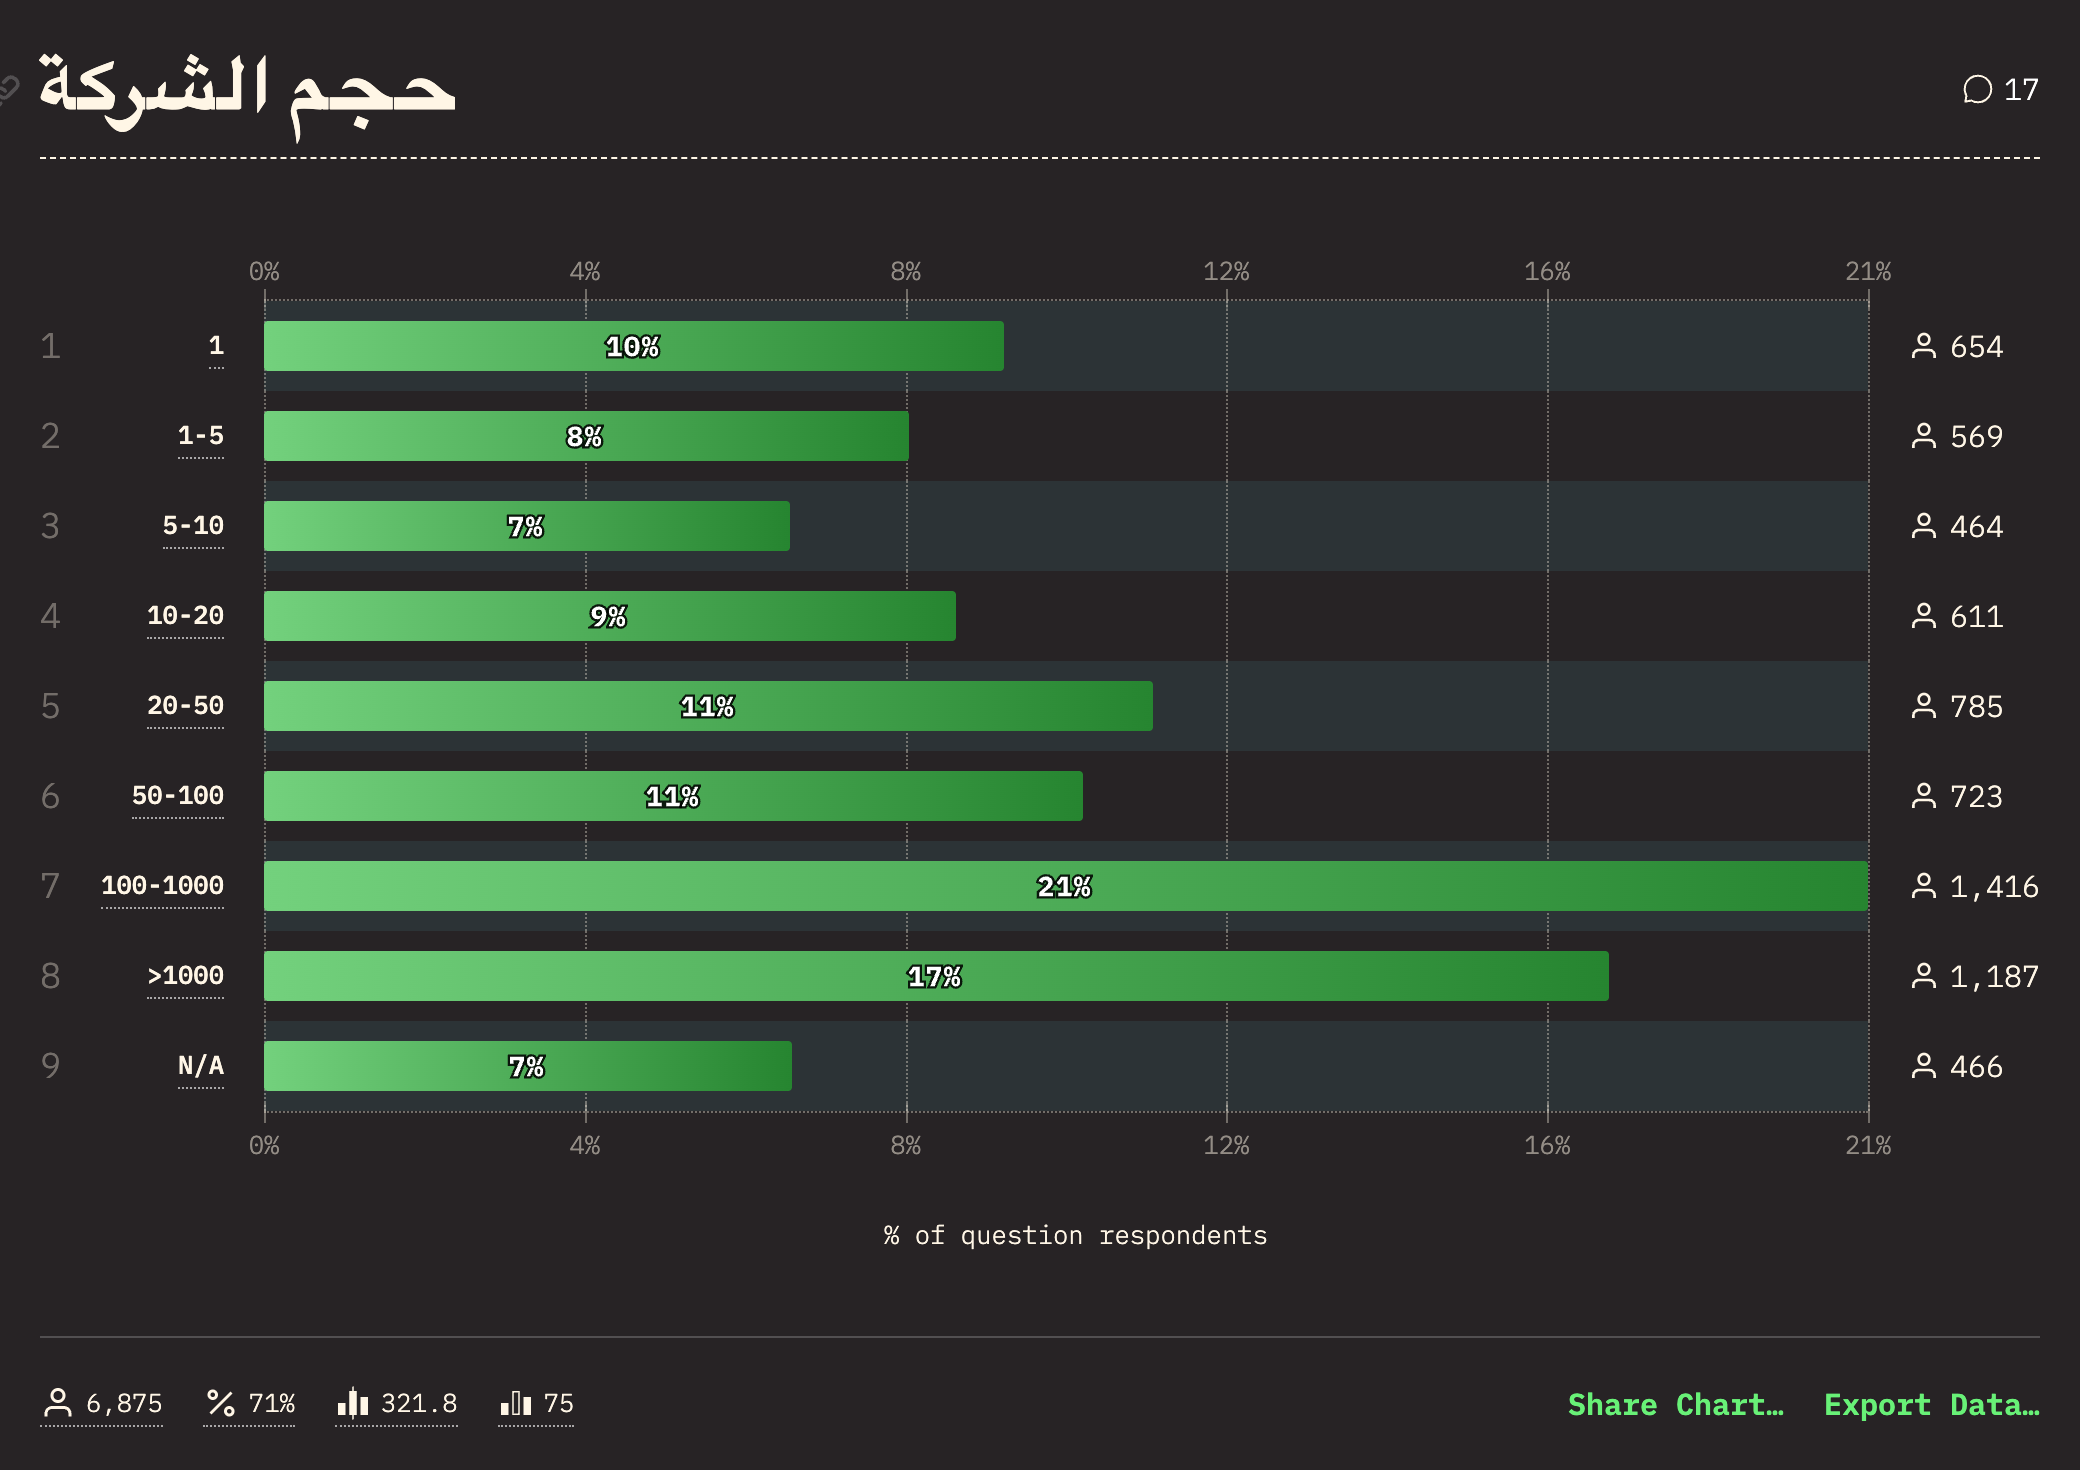 حجم الشركة
17
0% 4% 8% 12% 16% 21%
1 1 10% 654
2 1-5 8% 569
3 5-10 7% 464
4 10-20 9% 611
5 20-50 11% 785
6 50-100 11% 723
7 100-1000 21% 1,416
8 >1000 17% 1,187
9 N/A 7% 466
0% 4% 8% 12% 16% 21%
% of question respondents
6,875 71% 321.8 75 Share Chart… Export Data…